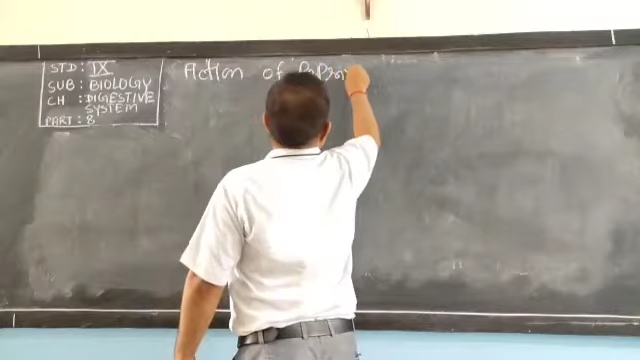 STD: IX
SUB: BIOLOGY
CH : DIGESTIVE
SYSTEM
PART: 8
Action of